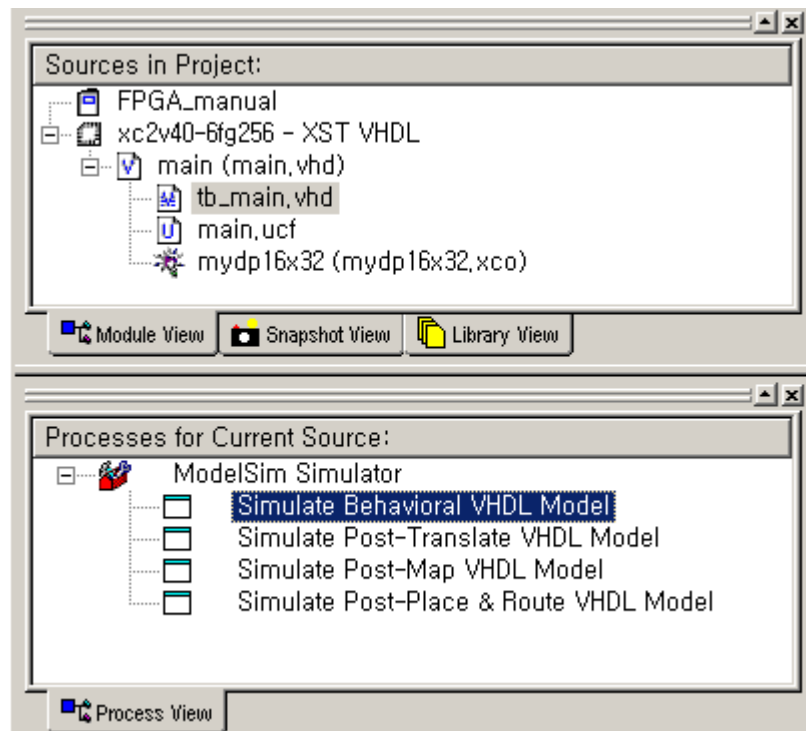 Sources in Project:
FPGA_manual
xc2v40-6fg256 - XST VHDL
main (main,vhd)
tb_main,vhd
main,ucf
mydp16x32 (mydp16x32,xco)
Module View Snapshot View Library View
Processes for Current Source:
ModelSim Simulator
Simulate Behavioral VHDL Model
Simulate Post-Translate VHDL Model
Simulate Post-Map VHDL Model
Simulate Post-Place & Route VHDL Model
Process View